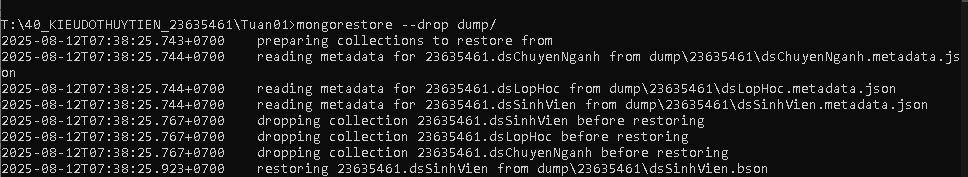 T:\40_KIEUDOTHUYTIEN_23635461\Tuan01>mongorestore --drop dump/
2025-08-12T07:38:25.743+0700    preparing collections to restore from
2025-08-12T07:38:25.744+0700    reading metadata for 23635461.dsChuyenNganh from dump\23635461\dsChuyenNganh.metadata.js
on
2025-08-12T07:38:25.744+0700    reading metadata for 23635461.dsLopHoc from dump\23635461\dsLopHoc.metadata.json
2025-08-12T07:38:25.744+0700    reading metadata for 23635461.dsSinhVien from dump\23635461\dsSinhVien.metadata.json
2025-08-12T07:38:25.767+0700    dropping collection 23635461.dsSinhVien before restoring
2025-08-12T07:38:25.767+0700    dropping collection 23635461.dsLopHoc before restoring
2025-08-12T07:38:25.767+0700    dropping collection 23635461.dsChuyenNganh before restoring
2025-08-12T07:38:25.923+0700    restoring 23635461.dsSinhVien from dump\23635461\dsSinhVien.bson